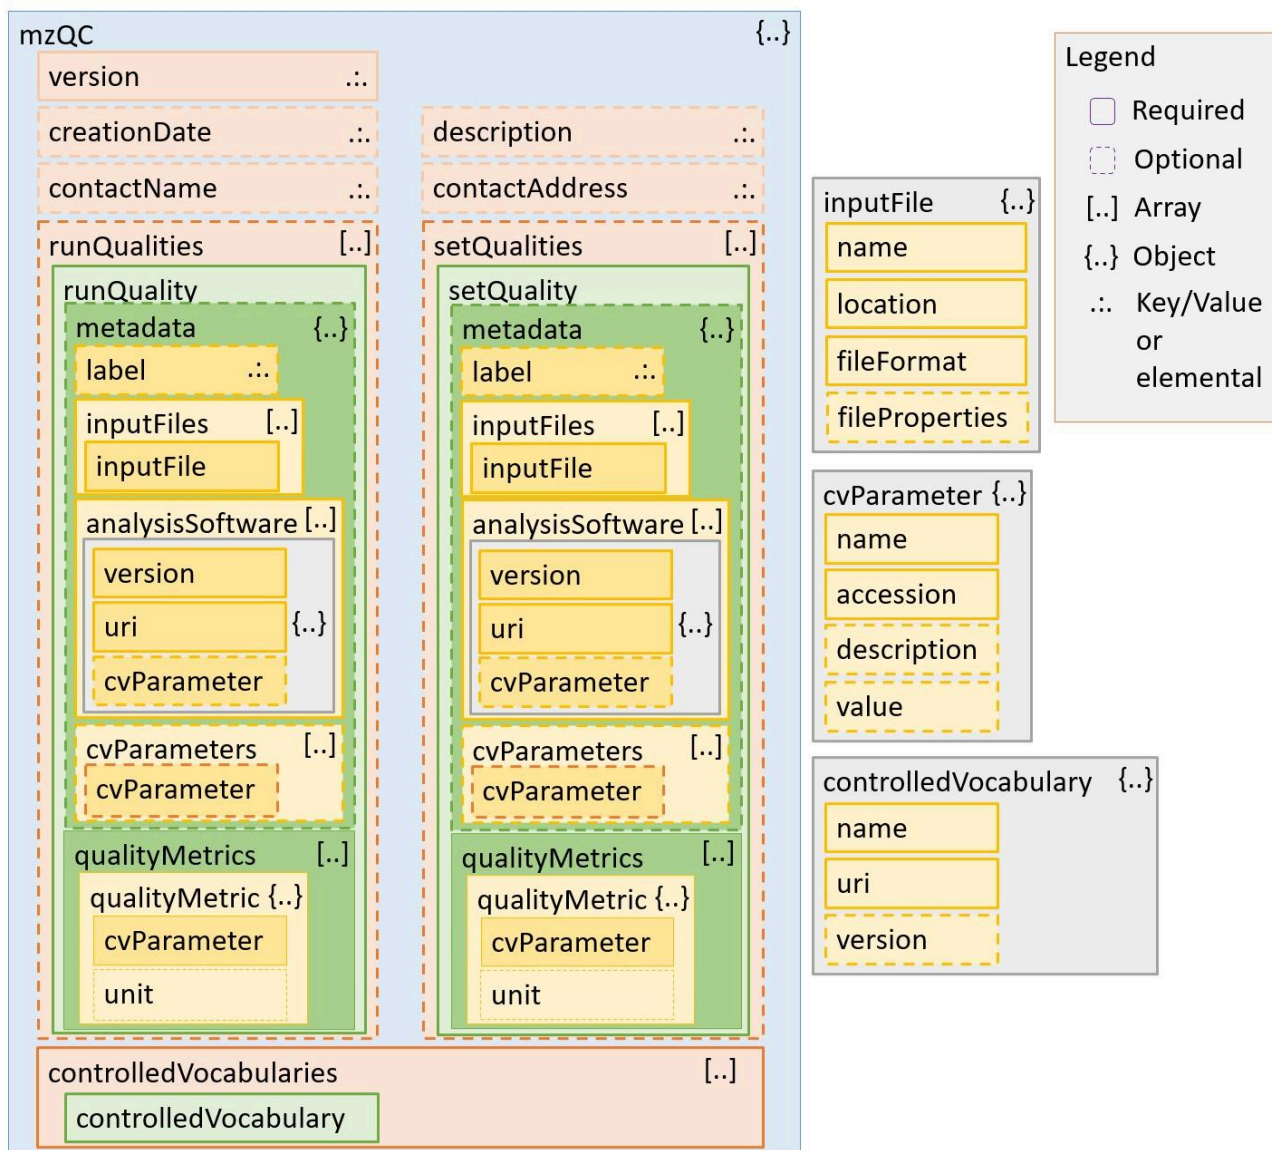 mzQC {..}
version .:.
creationDate .:.
description .:.
contactName .:.
contactAddress .:.
runQualities [..]
runQuality
metadata {..}
label .:.
inputFiles [..]
inputFile
analysisSoftware [..]
version
uri {..}
cvParameter
cvParameters [..]
cvParameter
qualityMetrics [..]
qualityMetric {..}
cvParameter
unit
setQualities [..]
setQuality
metadata {..}
label .:.
inputFiles [..]
inputFile
analysisSoftware [..]
version
uri {..}
cvParameter
cvParameters [..]
cvParameter
qualityMetrics [..]
qualityMetric {..}
cvParameter
unit
controlledVocabularies [..]
controlledVocabulary
inputFile {..}
name
location
fileFormat
fileProperties
cvParameter {..}
name
accession
description
value
controlledVocabulary {..}
name
uri
version
Legend
Required
Optional
[..] Array
{..} Object
.:. Key/Value
or
elemental